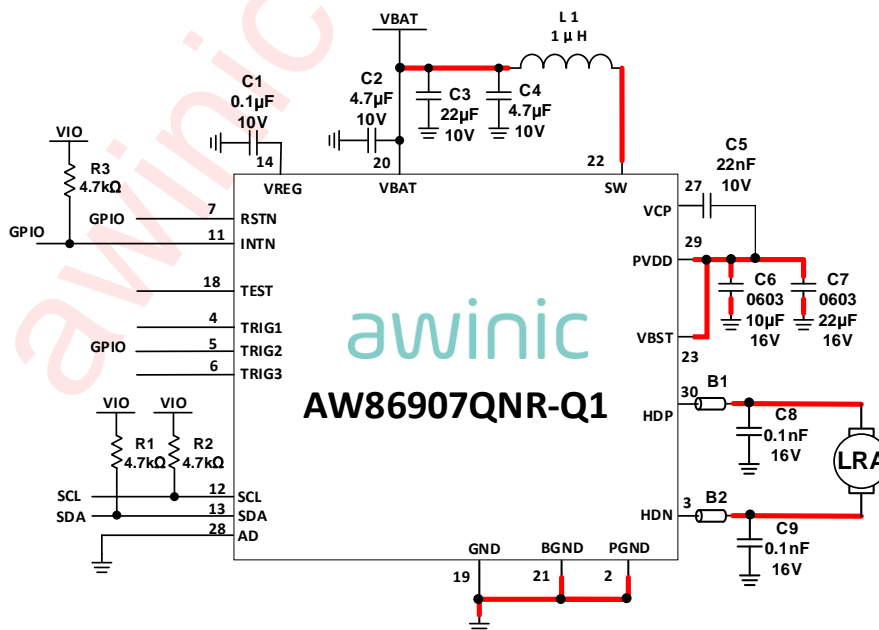 VBAT
L 1
1 µ H
C1
0.1µF
10V
C2
4.7µF
10V
C3
22µF
10V
C4
4.7µF
10V
VIO
R3
4.7kΩ
14
20
22
C5
22nF
10V
VREG
VBAT
SW
27
VCP
GPIO
7
RSTN
GPIO
11
INTN
29
PVDD
18
TEST
C6
0603
10µF
16V
C7
0603
22µF
16V
4
TRIG1
GPIO
5
TRIG2
6
TRIG3
VBST
23
awinic
AW86907QNR-Q1
30
B1
HDP
C8
0.1nF
16V
LRA
VIO
VIO
R1
4.7kΩ
R2
4.7kΩ
SCL
12
SCL
SDA
13
SDA
28
AD
3
B2
HDN
C9
0.1nF
16V
GND
BGND
PGND
19
21
2
awinic